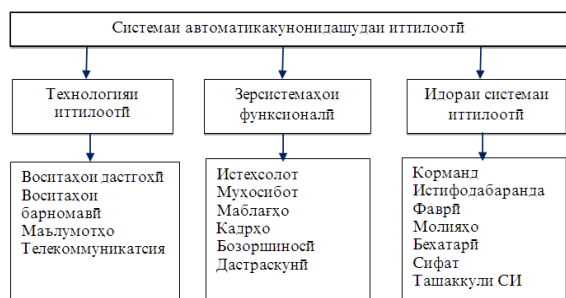 Системаи автоматикакунонидашудаи иттилоотӣ
Технологияи
иттилоотӣ
Зерсистемаҳои
функсионалӣ
Идораи системаи
иттилоотӣ
Воситаҳои дастгоҳӣ
Воситаҳои
барномавӣ
Маълумотҳо
Телекоммуникатсия
Истеҳсолот
Муҳосибот
Маблағҳо
Кадрҳо
Бозоршиносӣ
Дастраскунӣ
Корманд
Истифодабаранда
Фаврӣ
Молияҳо
Бехатарӣ
Сифат
Ташаккули СИ